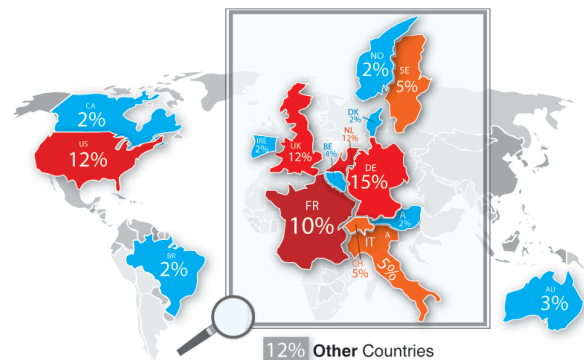 NO
2%
SE
5%
CA
2%
DK
2%
US
12%
IRE
2%
UK
12%
NL
12%
BE
4%
DE
15%
FR
10%
A
2%
IT A
CH
5%
5%
BR
2%
AU
3%
12% Other Countries